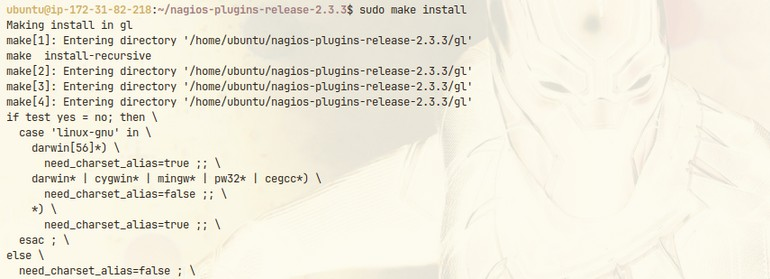 ubuntu@ip-172-31-82-218:~/nagios-plugins-release-2.3.3$ sudo make install
Making install in gl
make[1]: Entering directory '/home/ubuntu/nagios-plugins-release-2.3.3/gl'
make  install-recursive
make[2]: Entering directory '/home/ubuntu/nagios-plugins-release-2.3.3/gl'
make[3]: Entering directory '/home/ubuntu/nagios-plugins-release-2.3.3/gl'
make[4]: Entering directory '/home/ubuntu/nagios-plugins-release-2.3.3/gl'
if test yes = no; then \
  case 'linux-gnu' in \
    darwin[56]*) \
      need_charset_alias=true ;; \
    darwin* | cygwin* | mingw* | pw32* | cegcc*) \
      need_charset_alias=false ;; \
    *) \
      need_charset_alias=true ;; \
  esac ; \
else \
  need_charset_alias=false ; \